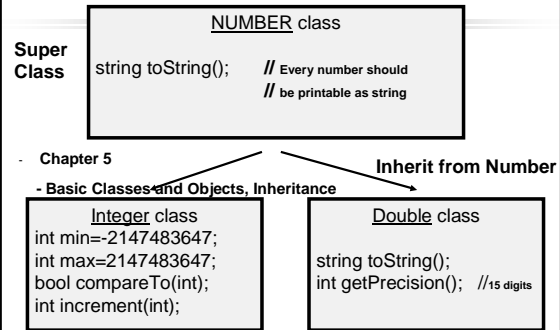 NUMBER class
Super
Class
string toString(); // Every number should
// be printable as string
- Chapter 5
- Basic Classes and Objects, Inheritance
Inherit from Number
Integer class
int min=-2147483647;
int max=2147483647;
bool compareTo(int);
int increment(int);
Double class
string toString();
int getPrecision(); //15 digits